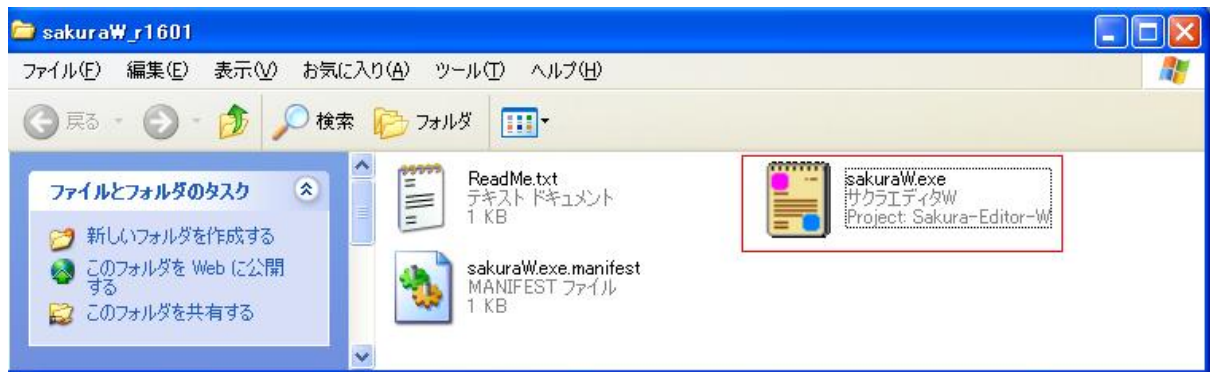 sakuraW_r1601
ファイル(F) 編集(E) 表示(V) お気に入り(A) ツール(T) ヘルプ(H)
戻る 検索 フォルダ
ファイルとフォルダのタスク
新しいフォルダを作成する
このフォルダを Web に公開
する
このフォルダを共有する
ReadMe.txt
テキスト ドキュメント
1 KB
sakuraW.exe
サクラエディタW
Project: Sakura-Editor-W
sakuraW.exe.manifest
MANIFEST ファイル
1 KB